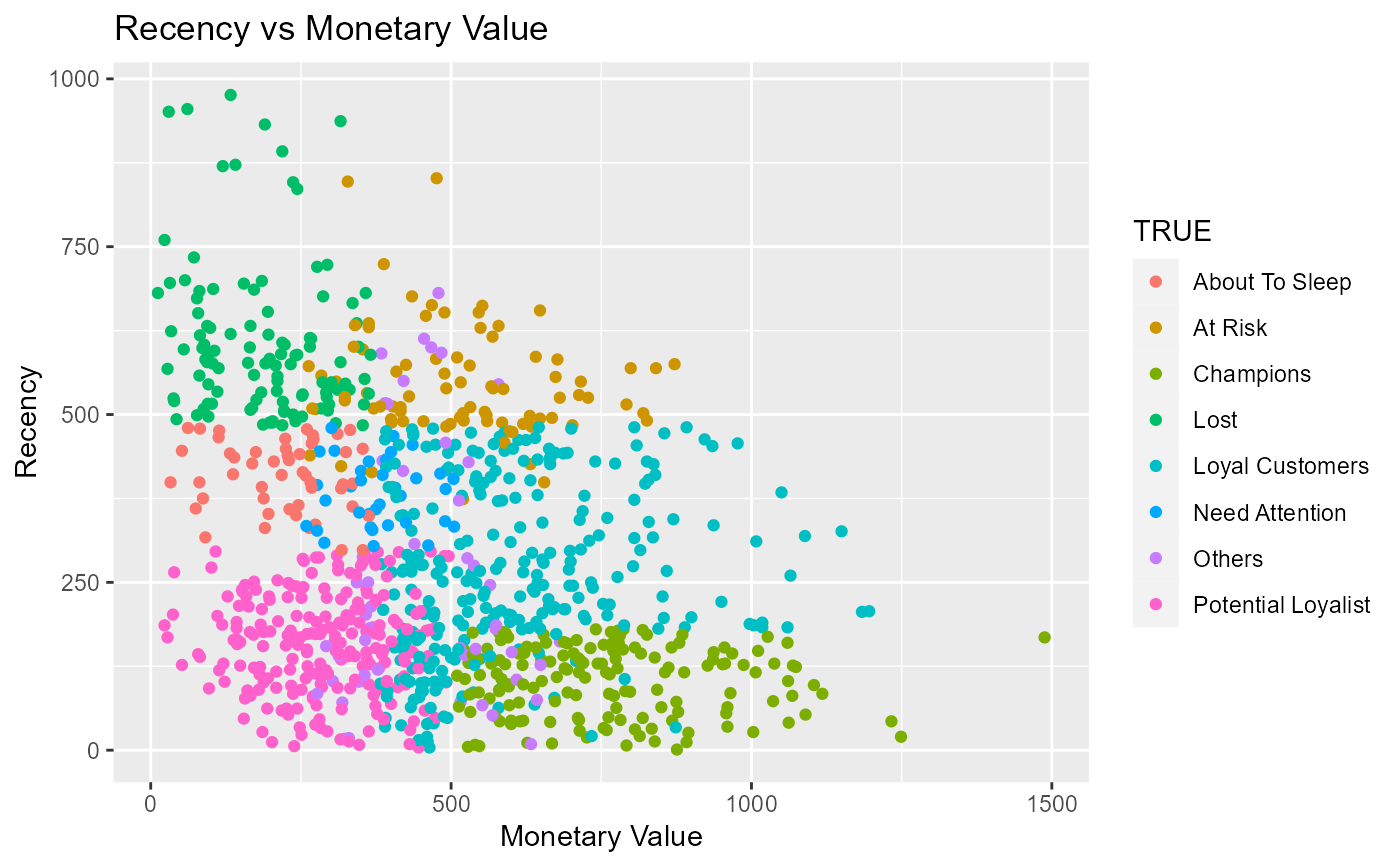 Recency vs Monetary Value
1000
750
500
250
0
Recency
0 500 1000 1500
Monetary Value
TRUE
About To Sleep
At Risk
Champions
Lost
Loyal Customers
Need Attention
Others
Potential Loyalist